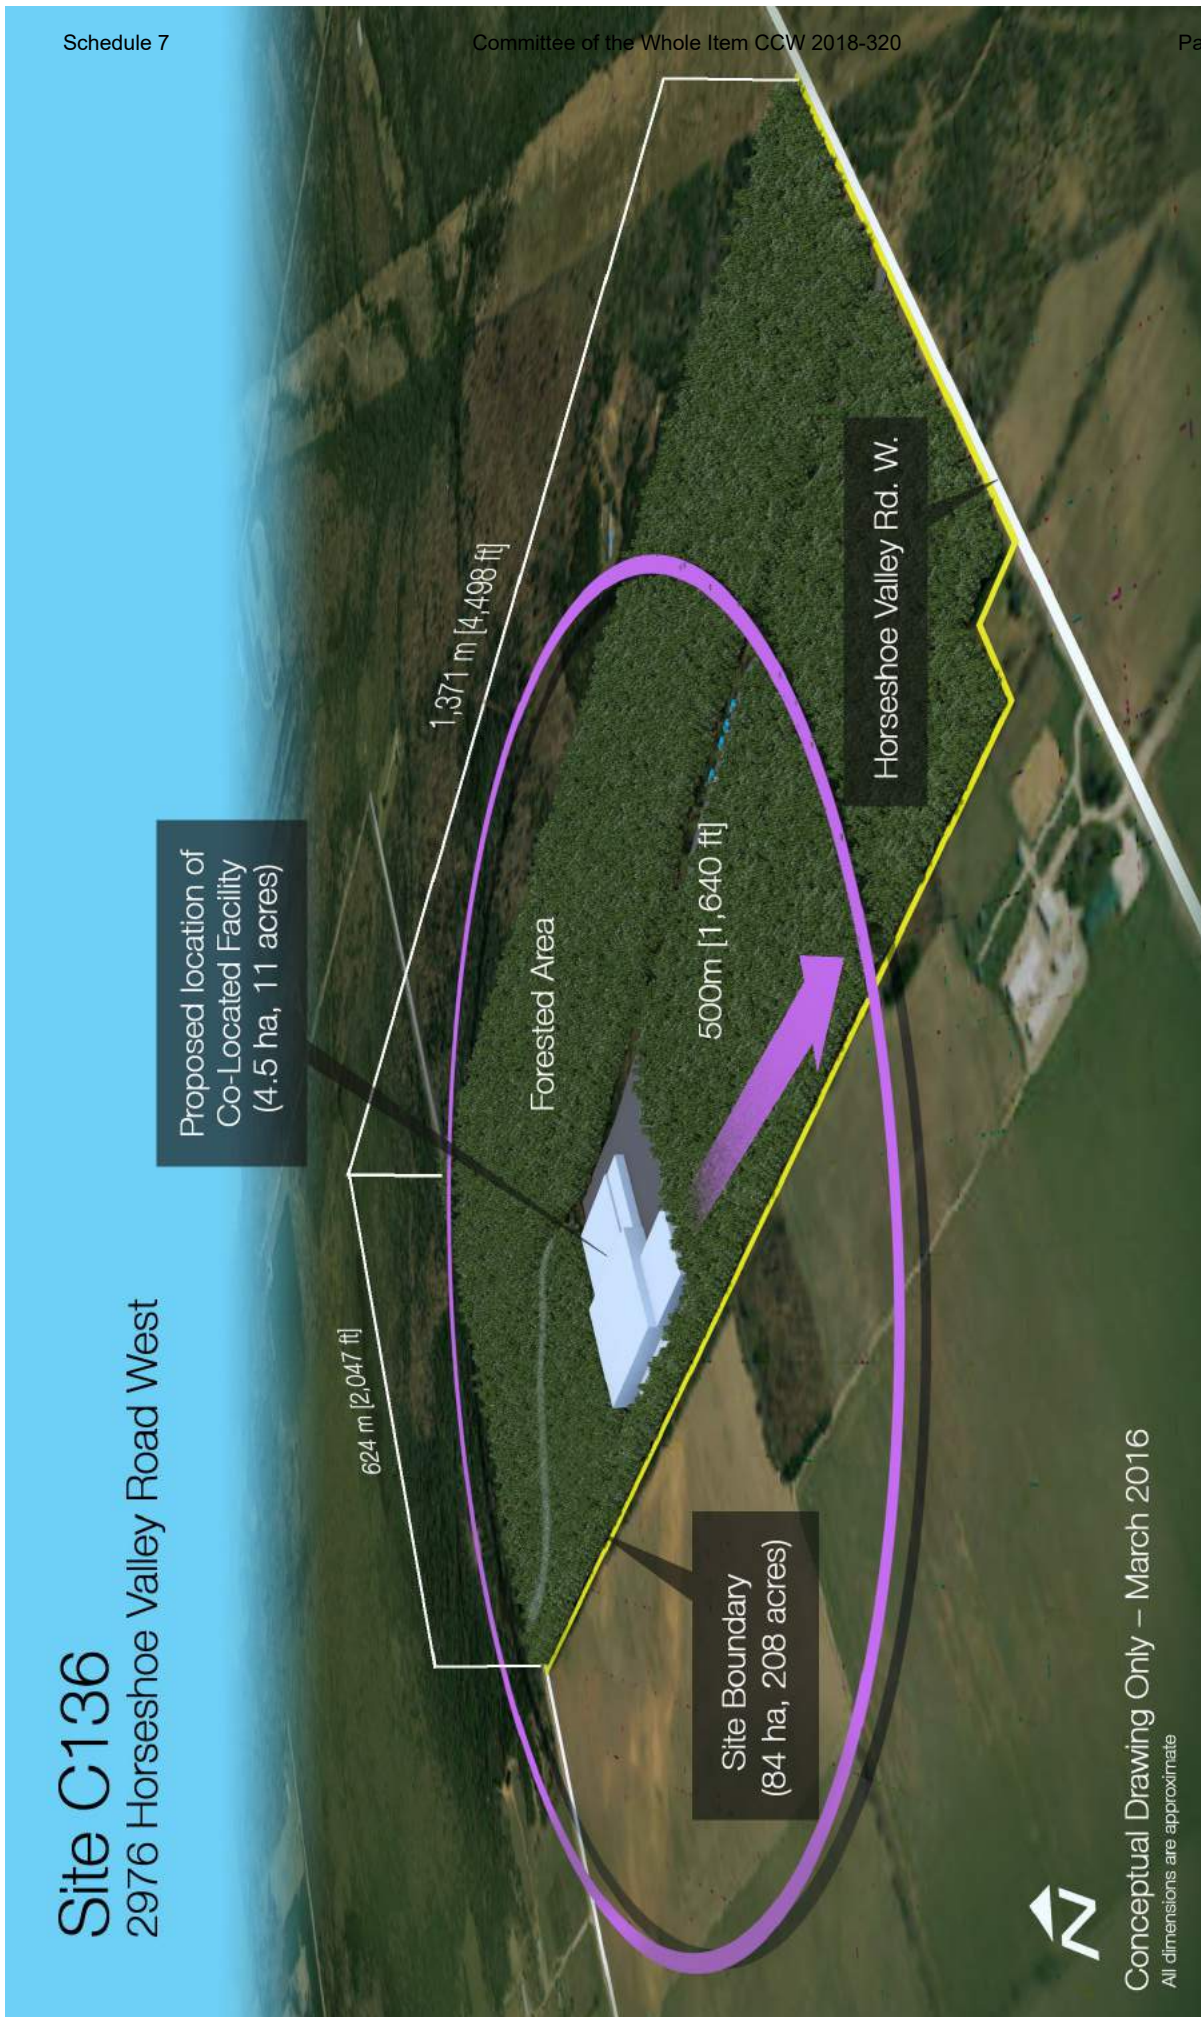 Schedule 7
Committee of the Whole Item CCW 2018-320
Site C136
2976 Horseshoe Valley Road West
Proposed location of
Co-Located Facility
(4.5 ha, 11 acres)
624 m [2,047 ft]
1,371 m [4,498 ft]
Forested Area
500m [1,640 ft]
Horseshoe Valley Rd. W.
Site Boundary
(84 ha, 208 acres)
N
Conceptual Drawing Only – March 2016
All dimensions are approximate